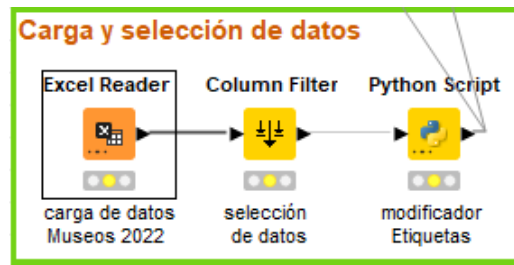 Carga y selección de datos
Excel Reader
Column Filter
Python Script
carga de datos
Museos 2022
selección
de datos
modificador
Etiquetas